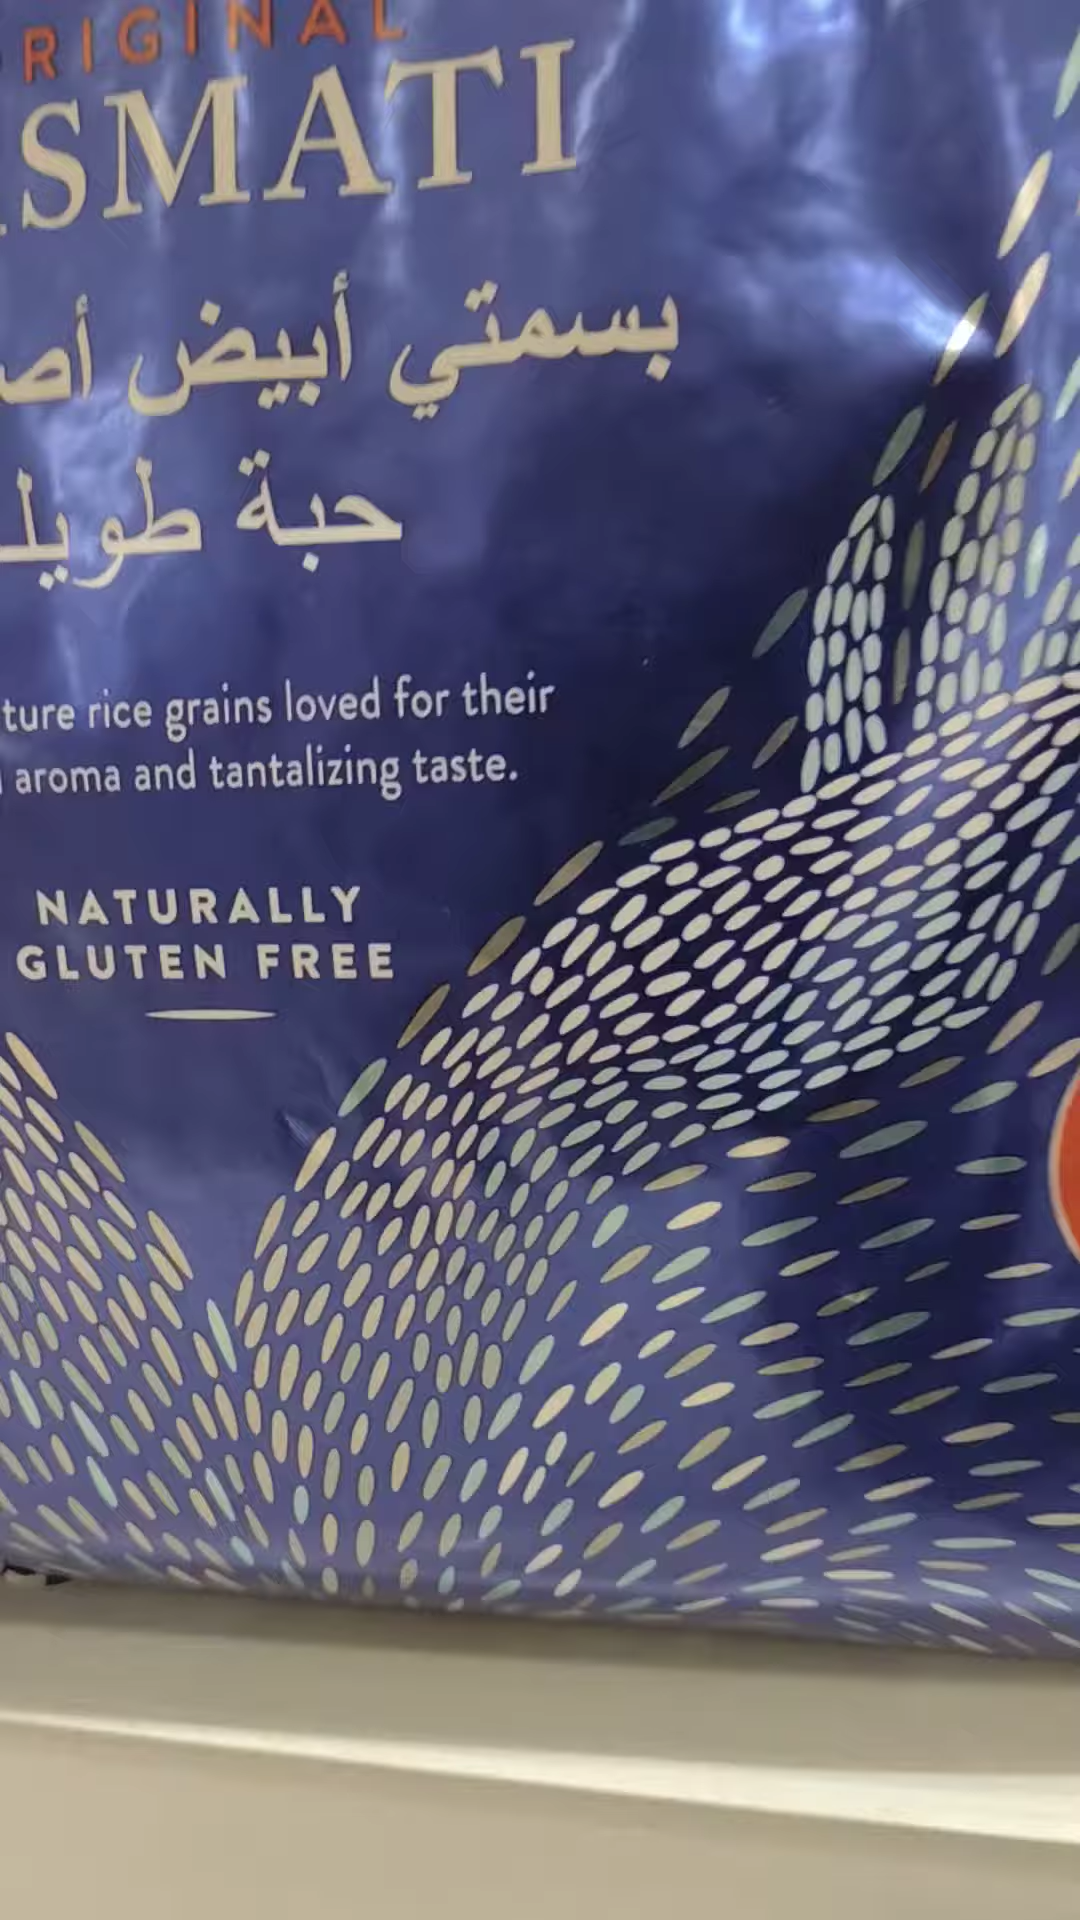 RIGINAL
SMATI
بسمتي أبيض أص
حبة طويل
ture rice grains loved for their
aroma and tantalizing taste.
NATURALLY
GLUTEN FREE